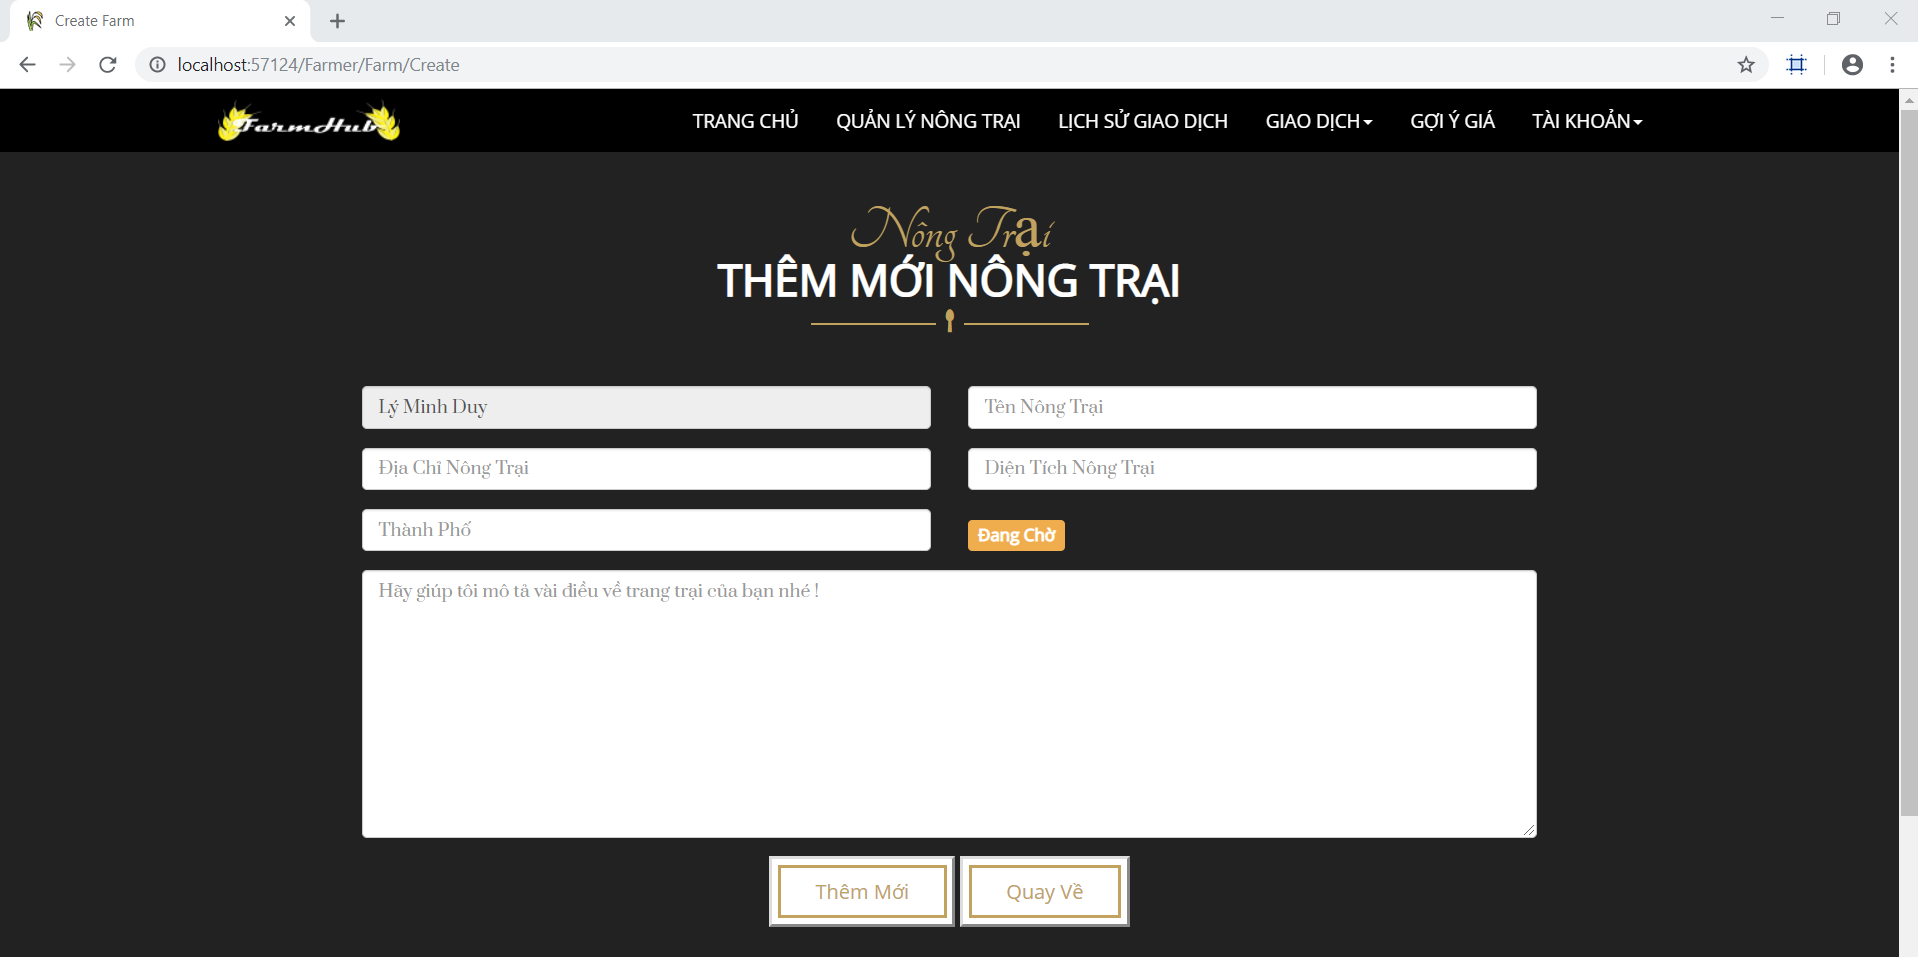 Create Farm
localhost:57124/Farmer/Farm/Create
FarmHub TRANG CHỦ QUẢN LÝ NÔNG TRẠI LỊCH SỬ GIAO DỊCH GIAO DỊCH GỢI Ý GIÁ TÀI KHOẢN
Nông Trại
THÊM MỚI NÔNG TRẠI
Lý Minh Duy Tên Nông Trại
Địa Chỉ Nông Trại Diện Tích Nông Trại
Thành Phố Đang Chờ
Hãy giúp tôi mô tả vài điều về trang trại của bạn nhé !
Thêm Mới Quay Về